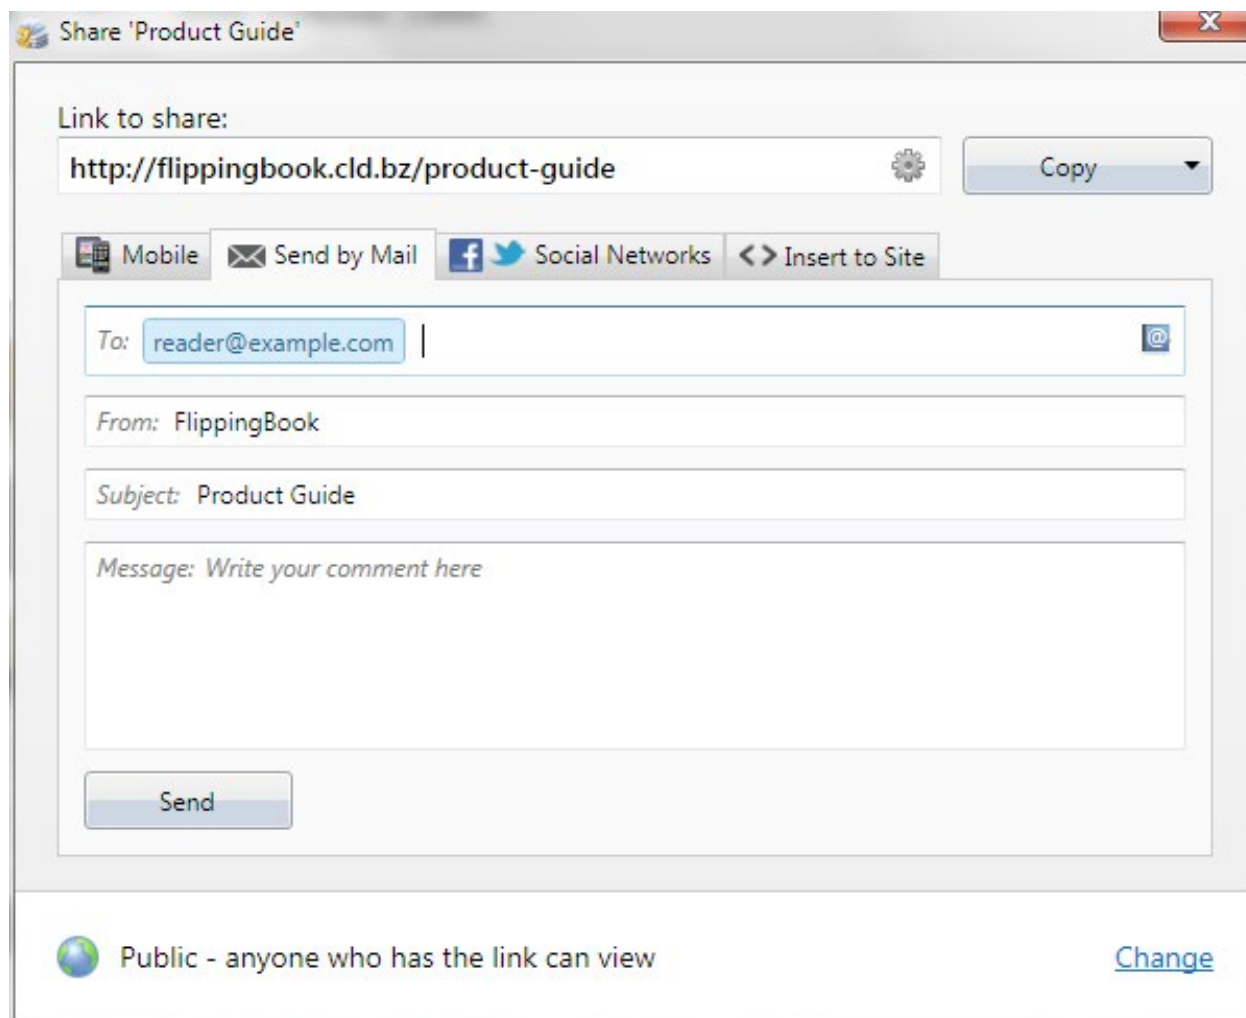 Share 'Product Guide'
Link to share:
http://flippingbook.cld.bz/product-guide
Copy
Mobile Send by Mail Social Networks <> Insert to Site
To: reader@example.com
From: FlippingBook
Subject: Product Guide
Message: Write your comment here
Send
Public - anyone who has the link can view Change